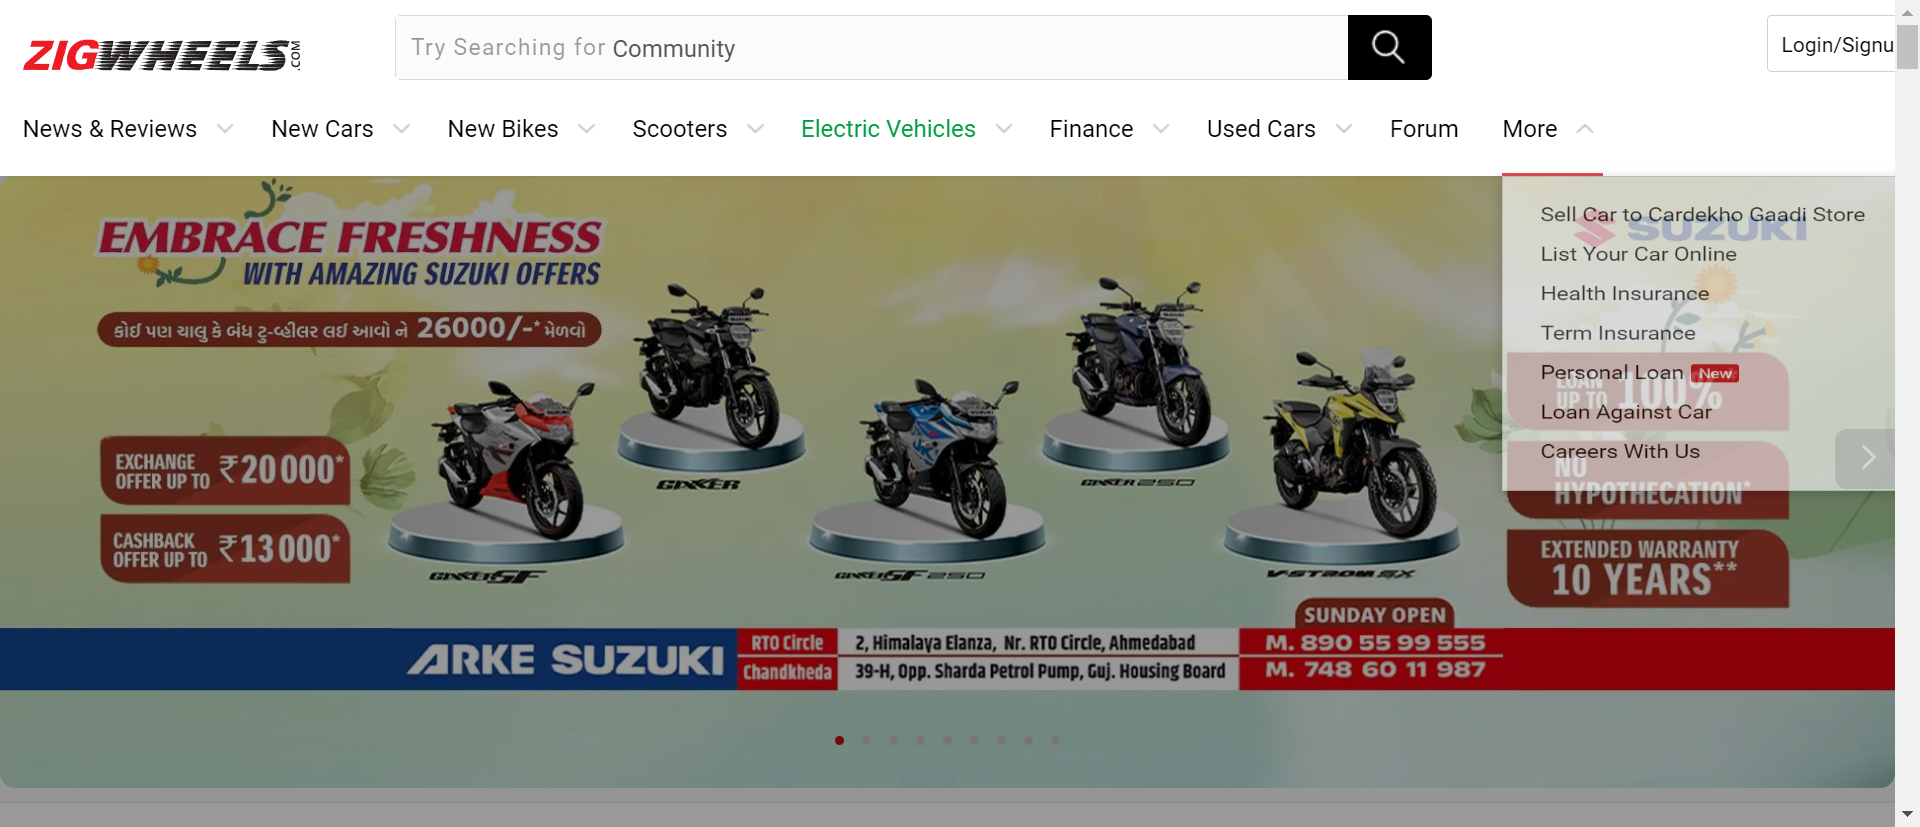 ZIGWHEELS.COM
Try Searching for Community
Login/Signu
News & Reviews
New Cars
New Bikes
Scooters
Electric Vehicles
Finance
Used Cars
Forum
More
Sell Car to Cardekho Gaadi Store
List Your Car Online
Health Insurance
Term Insurance
Personal Loan New
Loan Against Car
Careers With Us
EMBRACE FRESHNESS
WITH AMAZING SUZUKI OFFERS
કોઈ પણ ચાલુ કે બંધ ટુ-વ્હીલર લઈ આવો ને 26000/-* મેળવો
SUZUKI
EXCHANGE
OFFER UP TO ₹20000*
CASHBACK
OFFER UP TO ₹13000*
GIXXER
GIXXER 250
GIXXER SF
GIXXER SF 250
V-STROM SX
LOAN
UP TO 100%
NO
HYPOTHECATION*
EXTENDED WARRANTY
10 YEARS**
SUNDAY OPEN
ARKE SUZUKI
RTO Circle
2, Himalaya Elanza, Nr. RTO Circle, Ahmedabad
M. 890 55 99 555
Chandkheda
39-H, Opp. Sharda Petrol Pump, Guj. Housing Board
M. 748 60 11 987